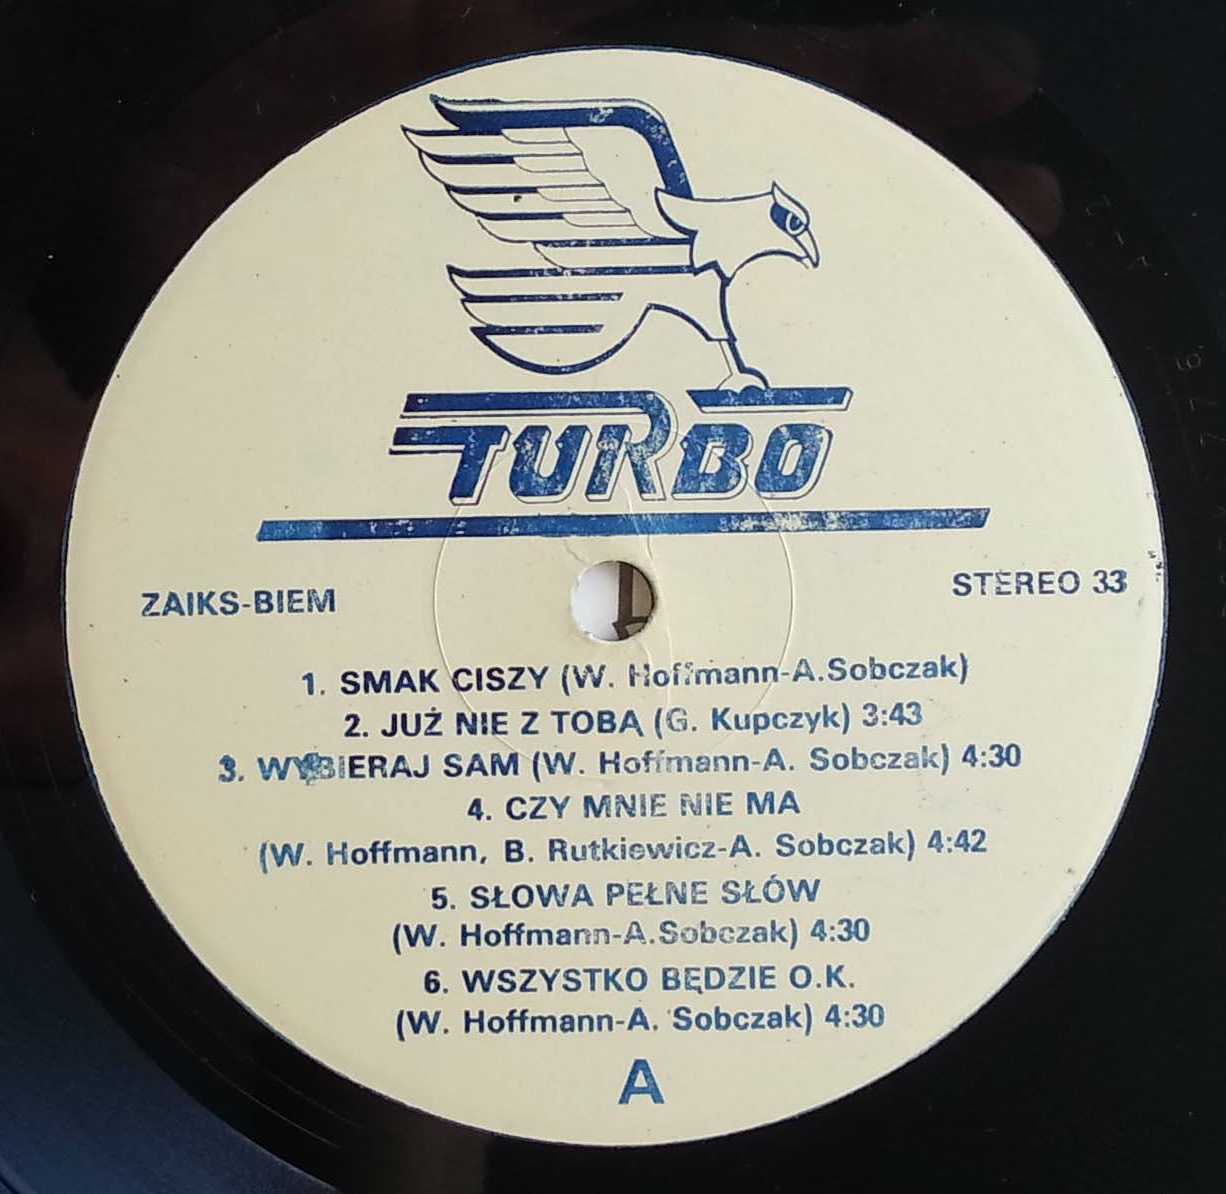 TURBO
ZAIKS-BIEM
STEREO 33
1. SMAK CISZY (W. Hoffmann-A.Sobczak)
2. JUŻ NIE Z TOBĄ (G. Kupczyk) 3:43
3. WYBIERAJ SAM (W. Hoffmann-A. Sobczak) 4:30
4. CZY MNIE NIE MA
(W. Hoffmann, B. Rutkiewicz-A. Sobczak) 4:42
5. SŁOWA PEŁNE SŁÓW
(W. Hoffmann-A.Sobczak) 4:30
6. WSZYSTKO BĘDZIE O.K.
(W. Hoffmann-A. Sobczak) 4:30
A